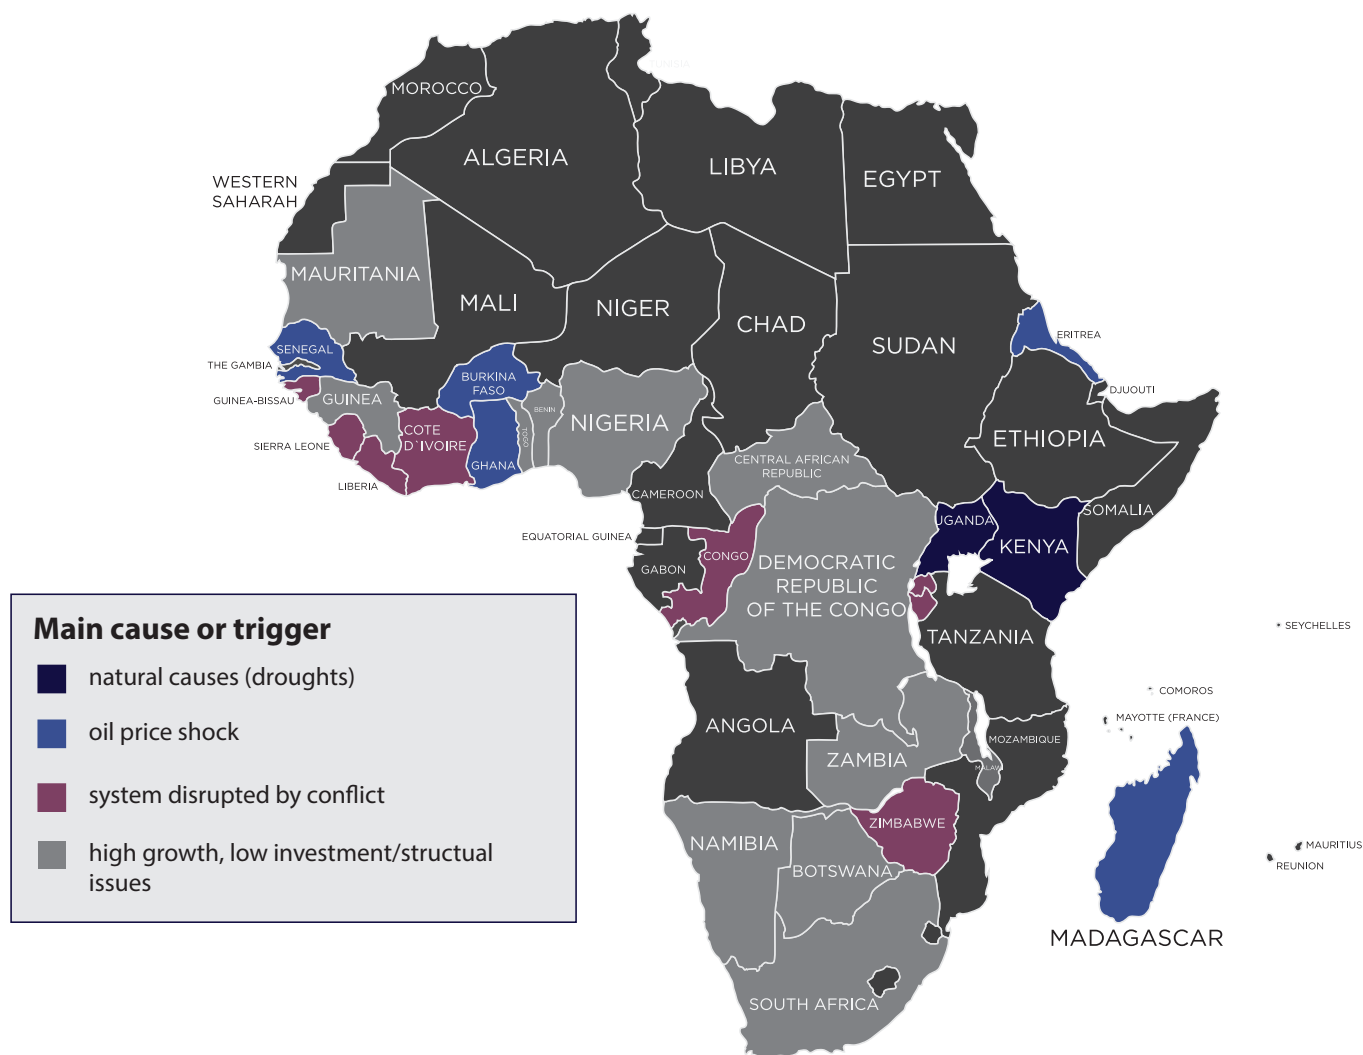 TUNISIA
MOROCCO
ALGERIA
LIBYA
EGYPT
WESTERN
SAHARAH
MAURITANIA
MALI
NIGER
CHAD
SUDAN
ERITREA
SENEGAL
THE GAMBIA
GUINEA-BISSAU
GUINEA
BURKINA
FASO
BENIN
TOGO
NIGERIA
DJUOUTI
ETHIOPIA
SIERRA LEONE
COTE
D`IVOIRE
GHANA
LIBERIA
CENTRAL AFRICAN
REPUBLIC
CAMEROON
SOMALIA
EQUATORIAL GUINEA
UGANDA
KENYA
GABON
CONGO
DEMOCRATIC
REPUBLIC
OF THE CONGO
TANZANIA
SEYCHELLES
COMOROS
MAYOTTE (FRANCE)
ANGOLA
ZAMBIA
MALAWI
MOZAMBIQUE
ZIMBABWE
NAMIBIA
BOTSWANA
MAURITIUS
REUNION
MADAGASCAR
SOUTH AFRICA
Main cause or trigger
natural causes (droughts)
oil price shock
system disrupted by conflict
high growth, low investment/structual
issues